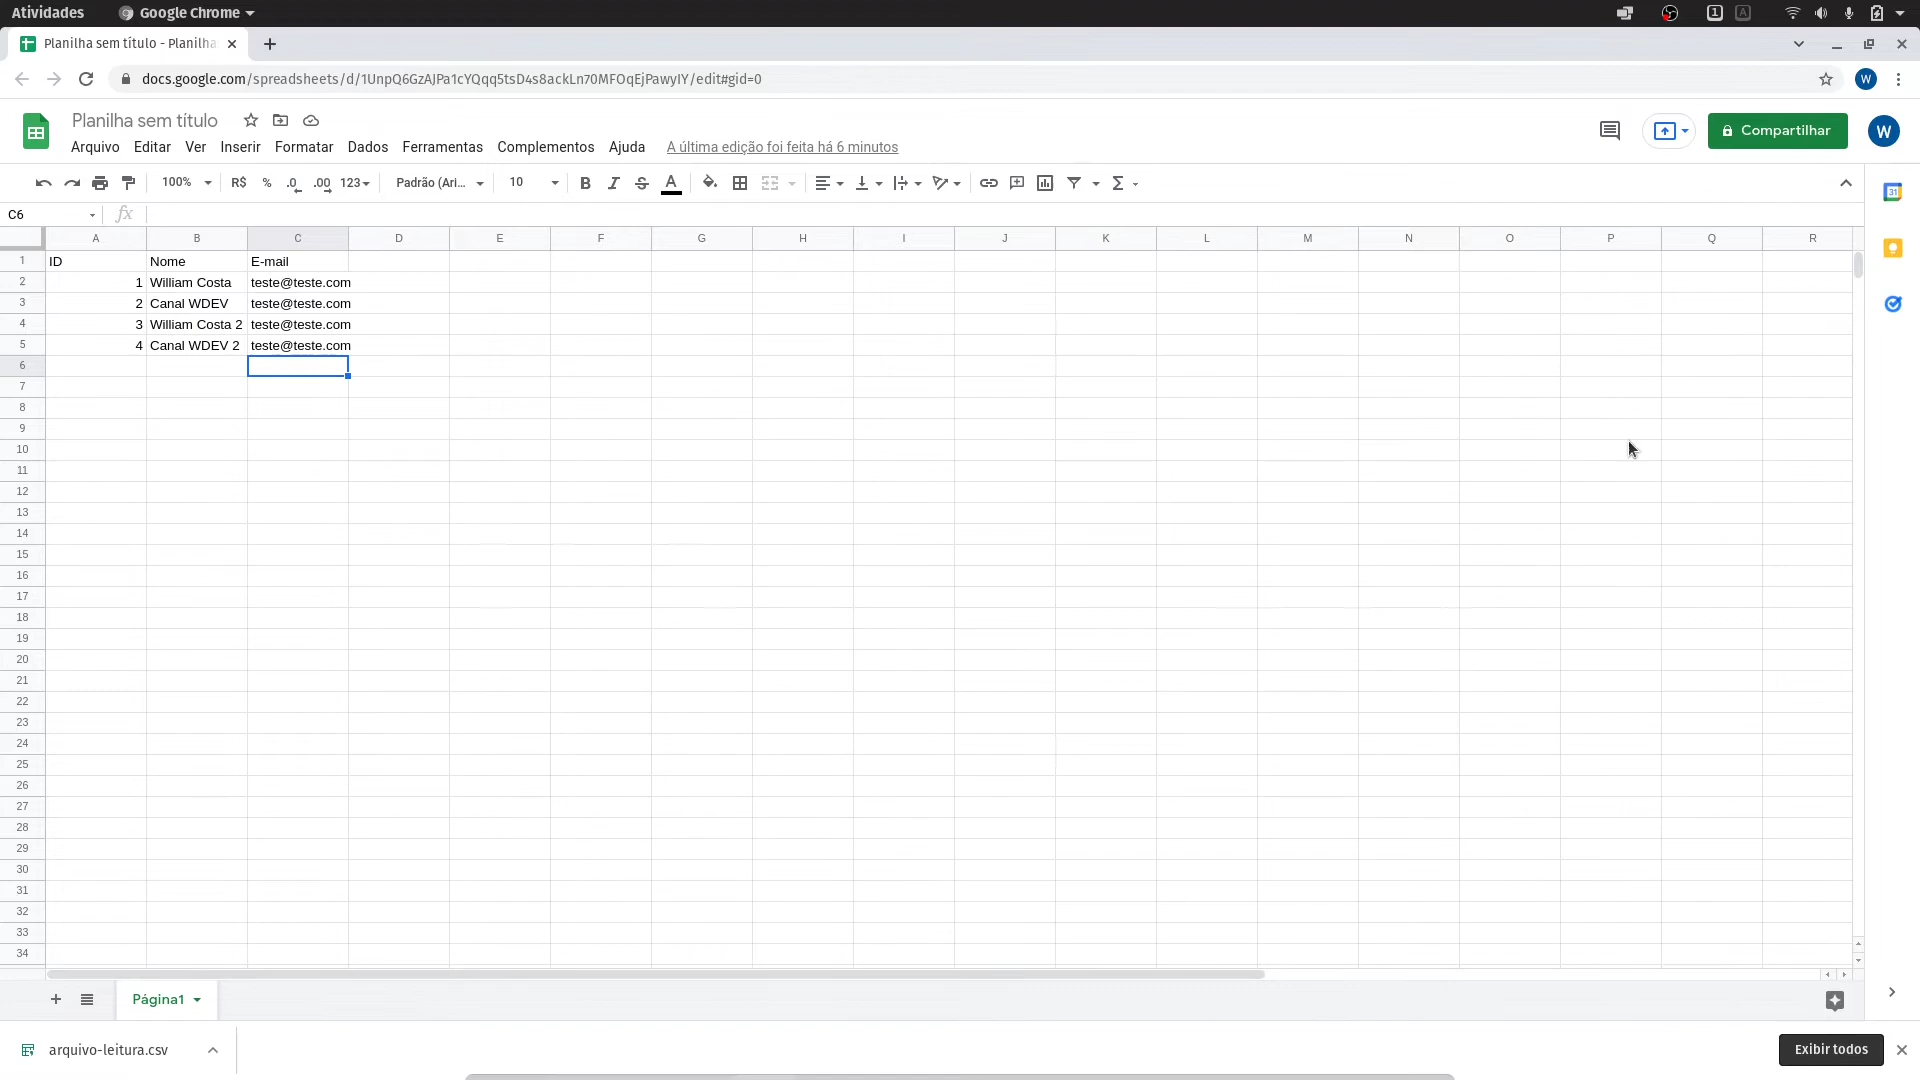 Atividades Google Chrome 1 A
Planilha sem título - Planilha
docs.google.com/spreadsheets/d/1UnpQ6GzAJPa1cYQqq5tsD4s8ackLn70MFOqEjPawyIY/edit#gid=0 W
Planilha sem título
Compartilhar W
Arquivo Editar Ver Inserir Formatar Dados Ferramentas Complementos Ajuda A última edição foi feita há 6 minutos
100% R$ % .0 .00 123 Padrão (Ari... 10 B I S A Σ
31
C6 fx
A B C D E F G H I J K L M N O P Q R
1 ID Nome E-mail
2 1 William Costa teste@teste.com
3 2 Canal WDEV teste@teste.com
4 3 William Costa 2 teste@teste.com
5 4 Canal WDEV 2 teste@teste.com
6
7
8
9
10
11
12
13
14
15
16
17
18
19
20
21
22
23
24
25
26
27
28
29
30
31
32
33
34
Página1
arquivo-leitura.csv Exibir todos